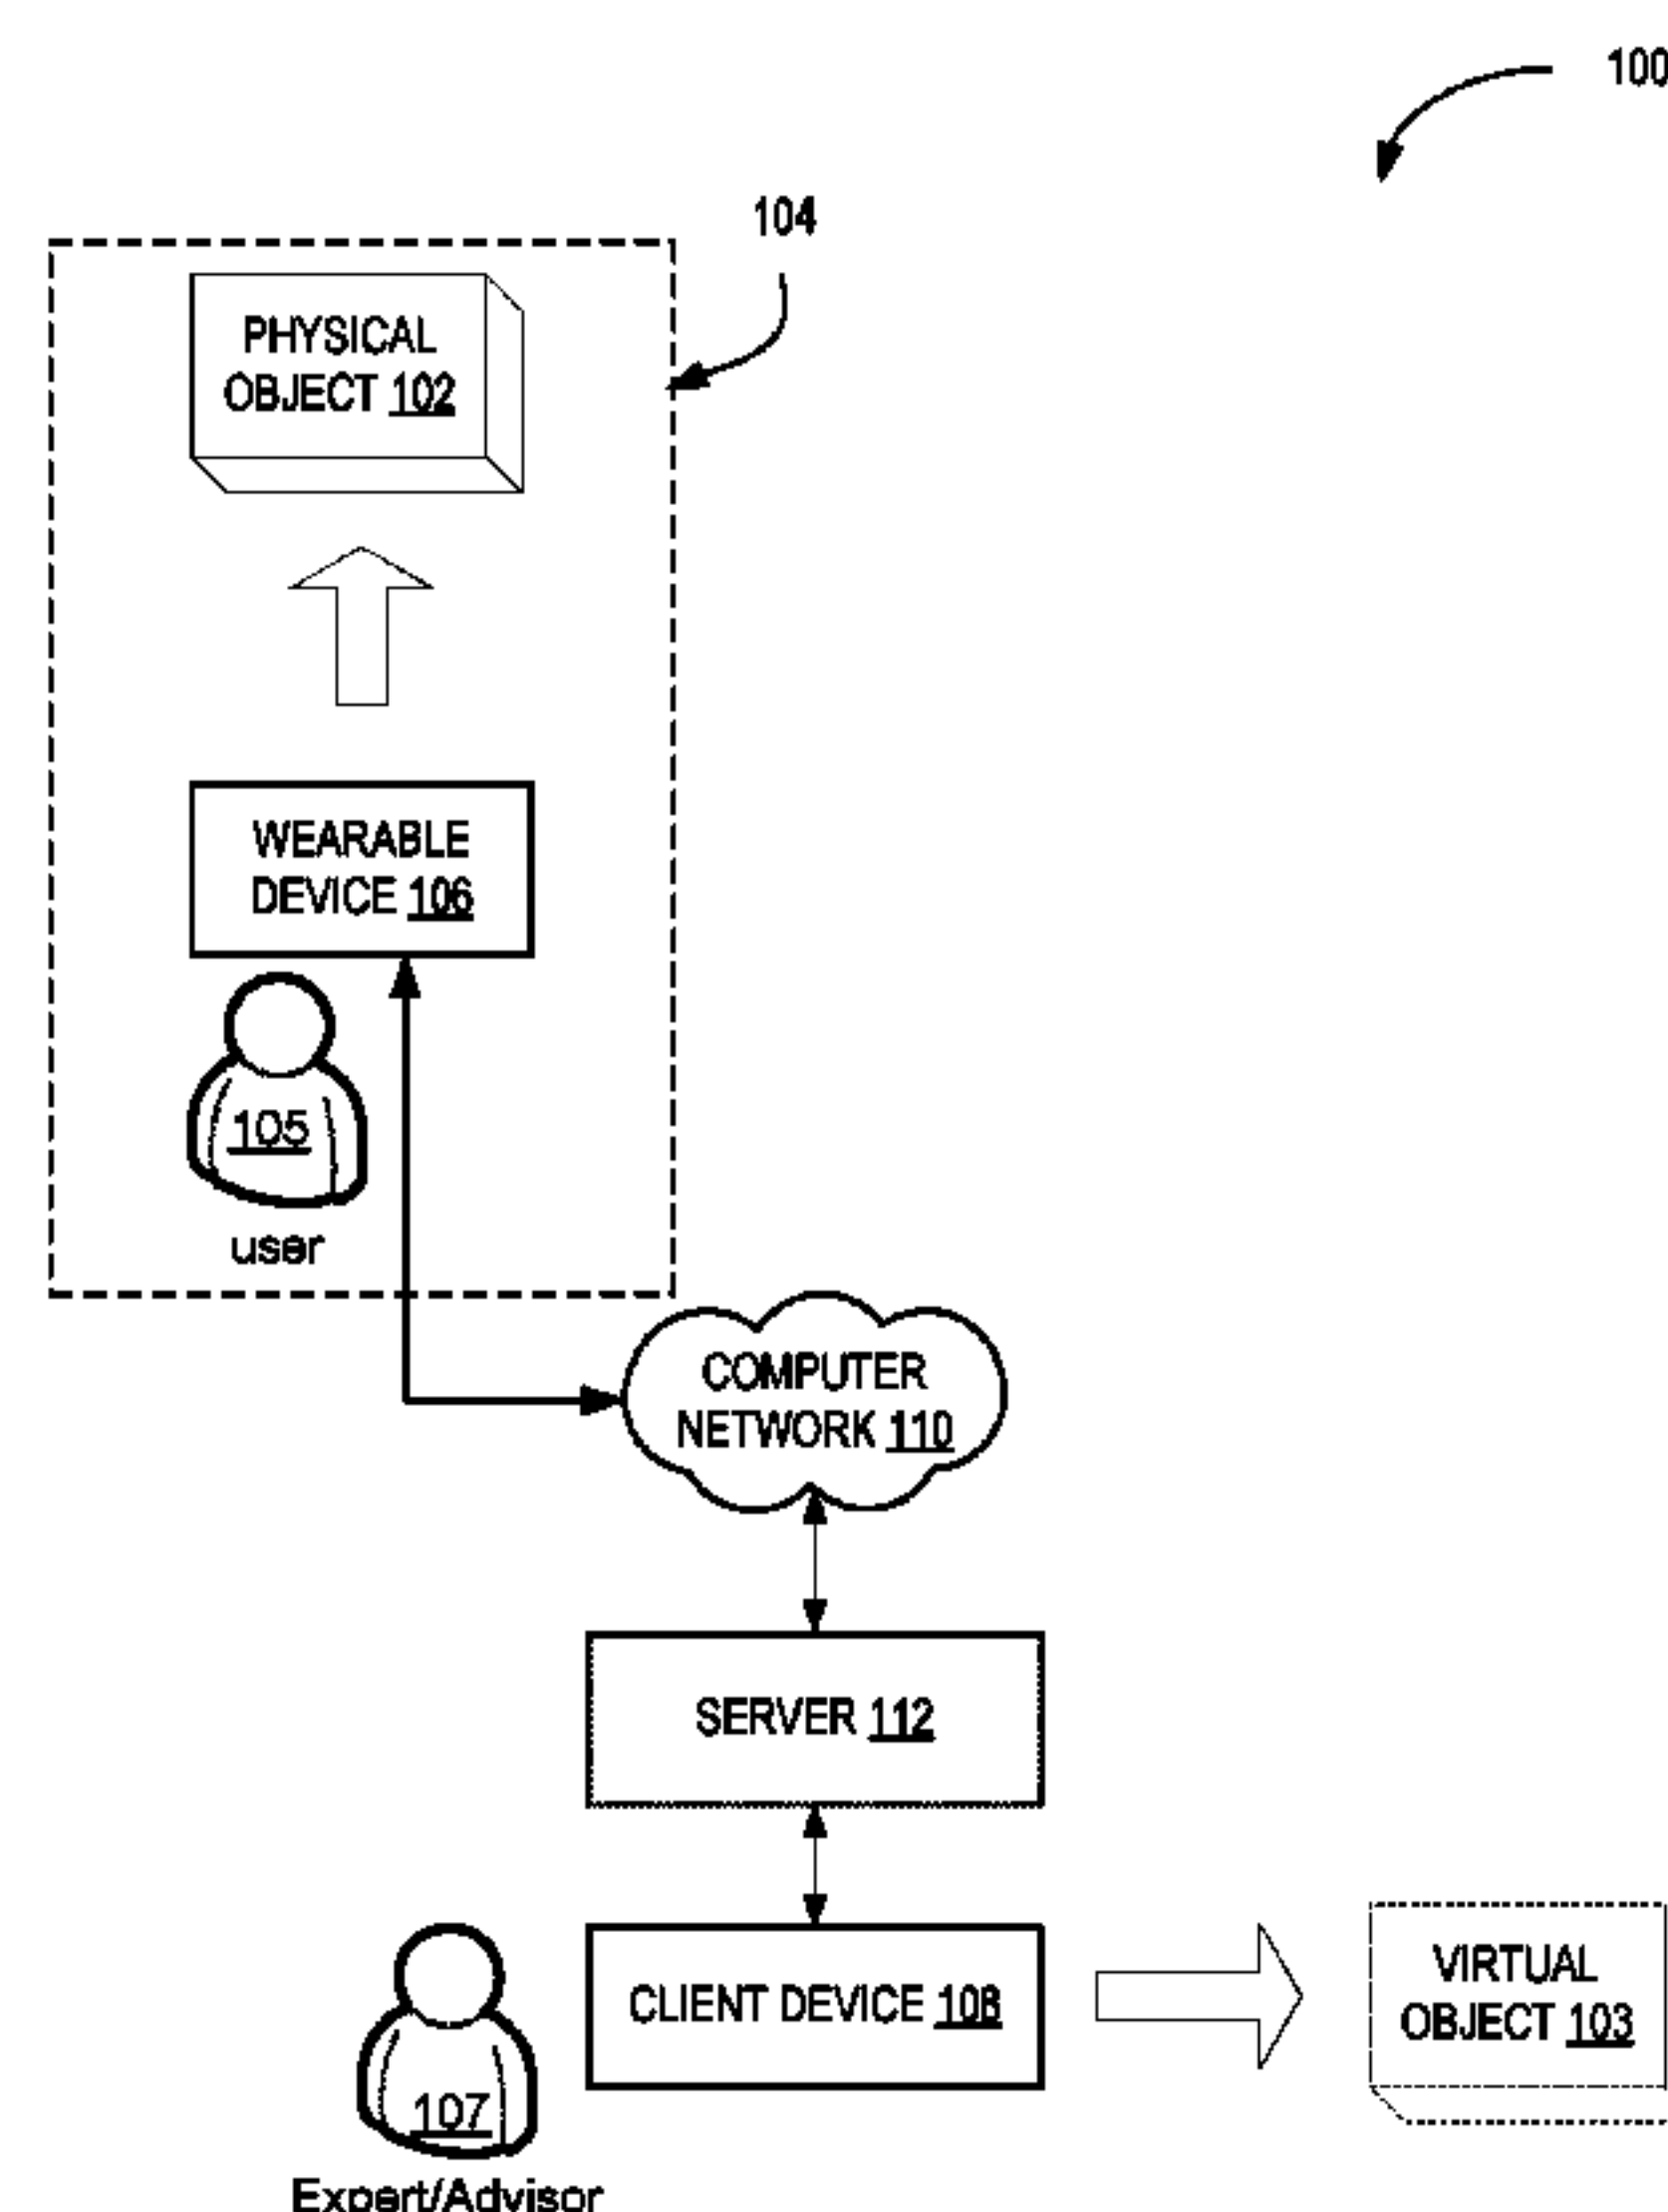 100
104
PHYSICAL
OBJECT 102
WEARABLE
DEVICE 106
105
user
COMPUTER
NETWORK 110
SERVER 112
CLIENT DEVICE 108
VIRTUAL
OBJECT 103
107
Expert/Advisor